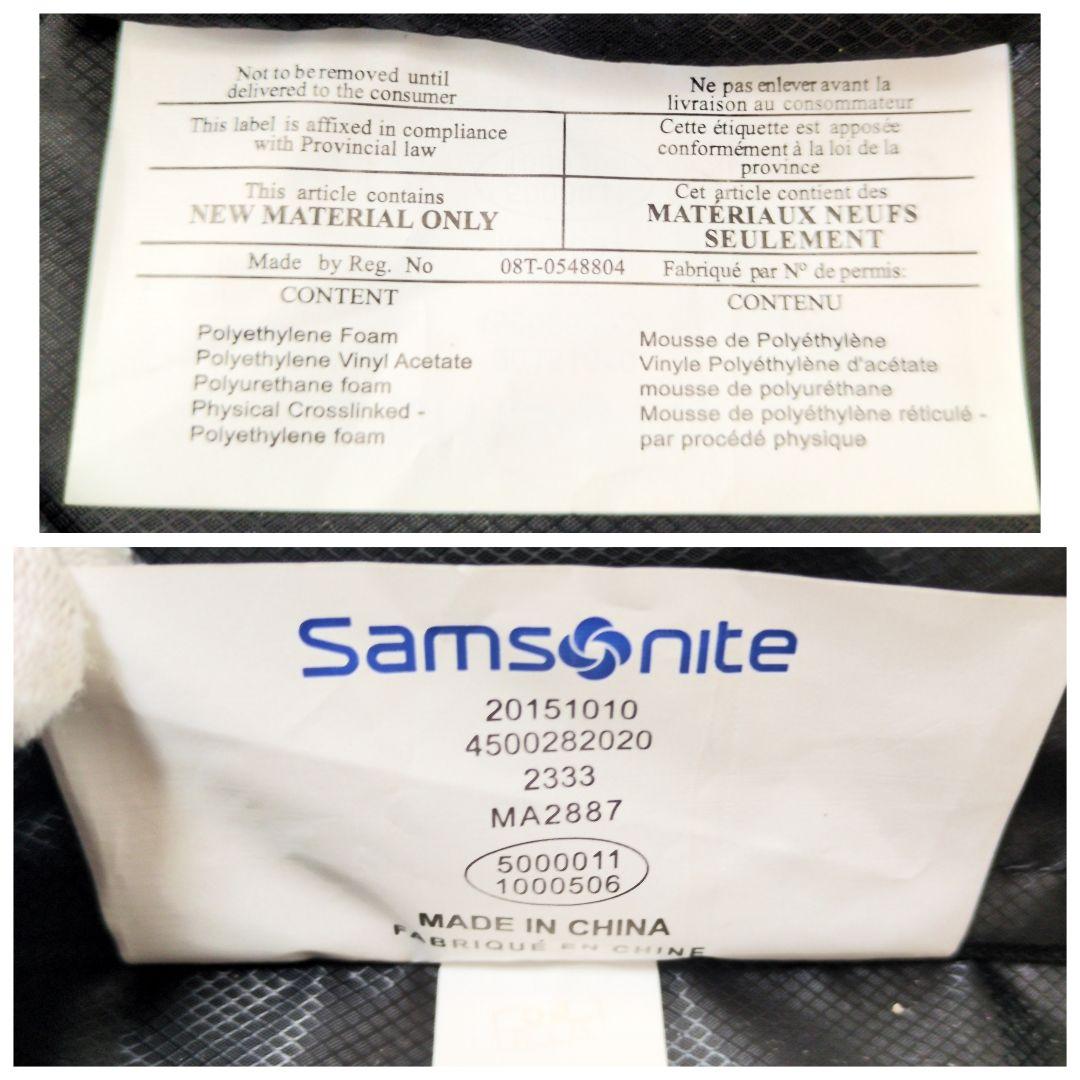 Not to be removed until
delivered to the consumer
Ne pas enlever avant la
livraison au consommateur
This label is affixed in compliance
with Provincial law
Cette étiquette est apposée
conformément à la loi de la
province
This article contains
NEW MATERIAL ONLY
Cet article contient des
MATÉRIAUX NEUFS
SEULEMENT
Made by Reg. No 08T-0548804 Fabriqué par Nº de permis:
CONTENT
Polyethylene Foam
Polyethylene Vinyl Acetate
Polyurethane foam
Physical Crosslinked -
Polyethylene foam
CONTENU
Mousse de Polyéthylène
Vinyle Polyéthylène d'acétate
mousse de polyuréthane
Mousse de polyéthylène réticulé -
par procédé physique
Samsonite
20151010
4500282020
2333
MA2887
5000011
1000506
MADE IN CHINA
FABRIQUÉ EN CHINE